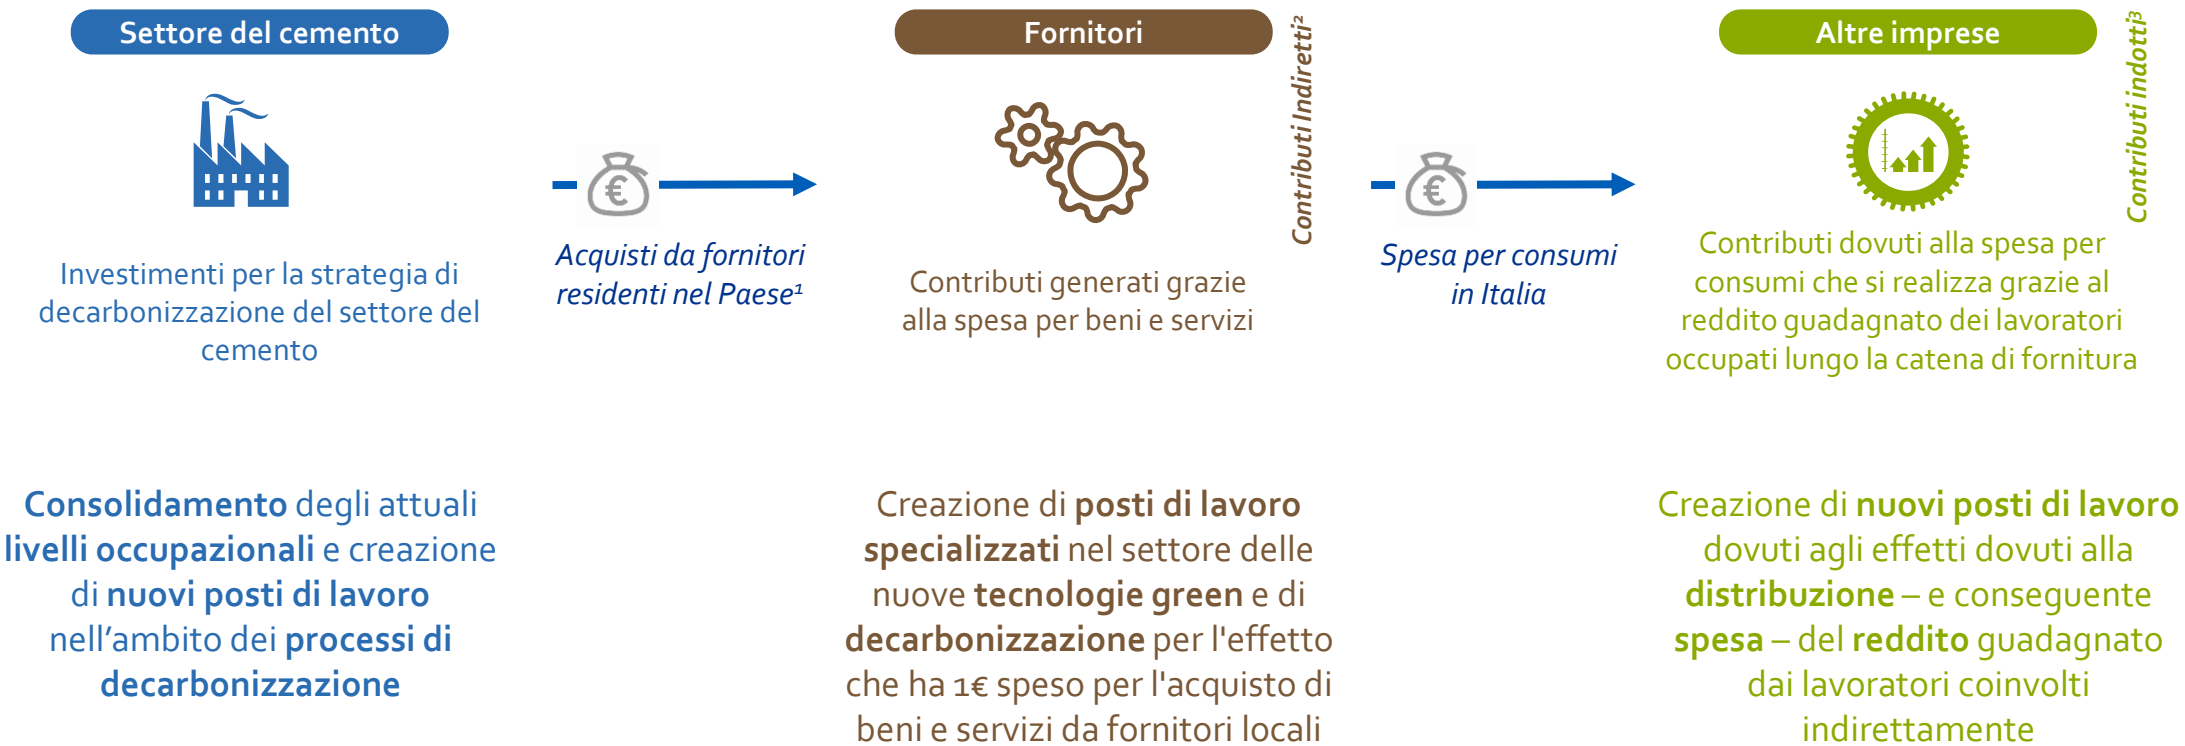 Settore del cemento
Investimenti per la strategia di
decarbonizzazione del settore del
cemento
€
Acquisti da fornitori
residenti nel Paese¹
Fornitori
Contributi Indiretti²
Contributi generati grazie
alla spesa per beni e servizi
€
Spesa per consumi
in Italia
Altre imprese
Contributi indotti³
Contributi dovuti alla spesa per
consumi che si realizza grazie al
reddito guadagnato dei lavoratori
occupati lungo la catena di fornitura
Consolidamento degli attuali
livelli occupazionali e creazione
di nuovi posti di lavoro
nell’ambito dei processi di
decarbonizzazione
Creazione di posti di lavoro
specializzati nel settore delle
nuove tecnologie green e di
decarbonizzazione per l'effetto
che ha 1€ speso per l'acquisto di
beni e servizi da fornitori locali
Creazione di nuovi posti di lavoro
dovuti agli effetti dovuti alla
distribuzione – e conseguente
spesa – del reddito guadagnato
dai lavoratori coinvolti
indirettamente